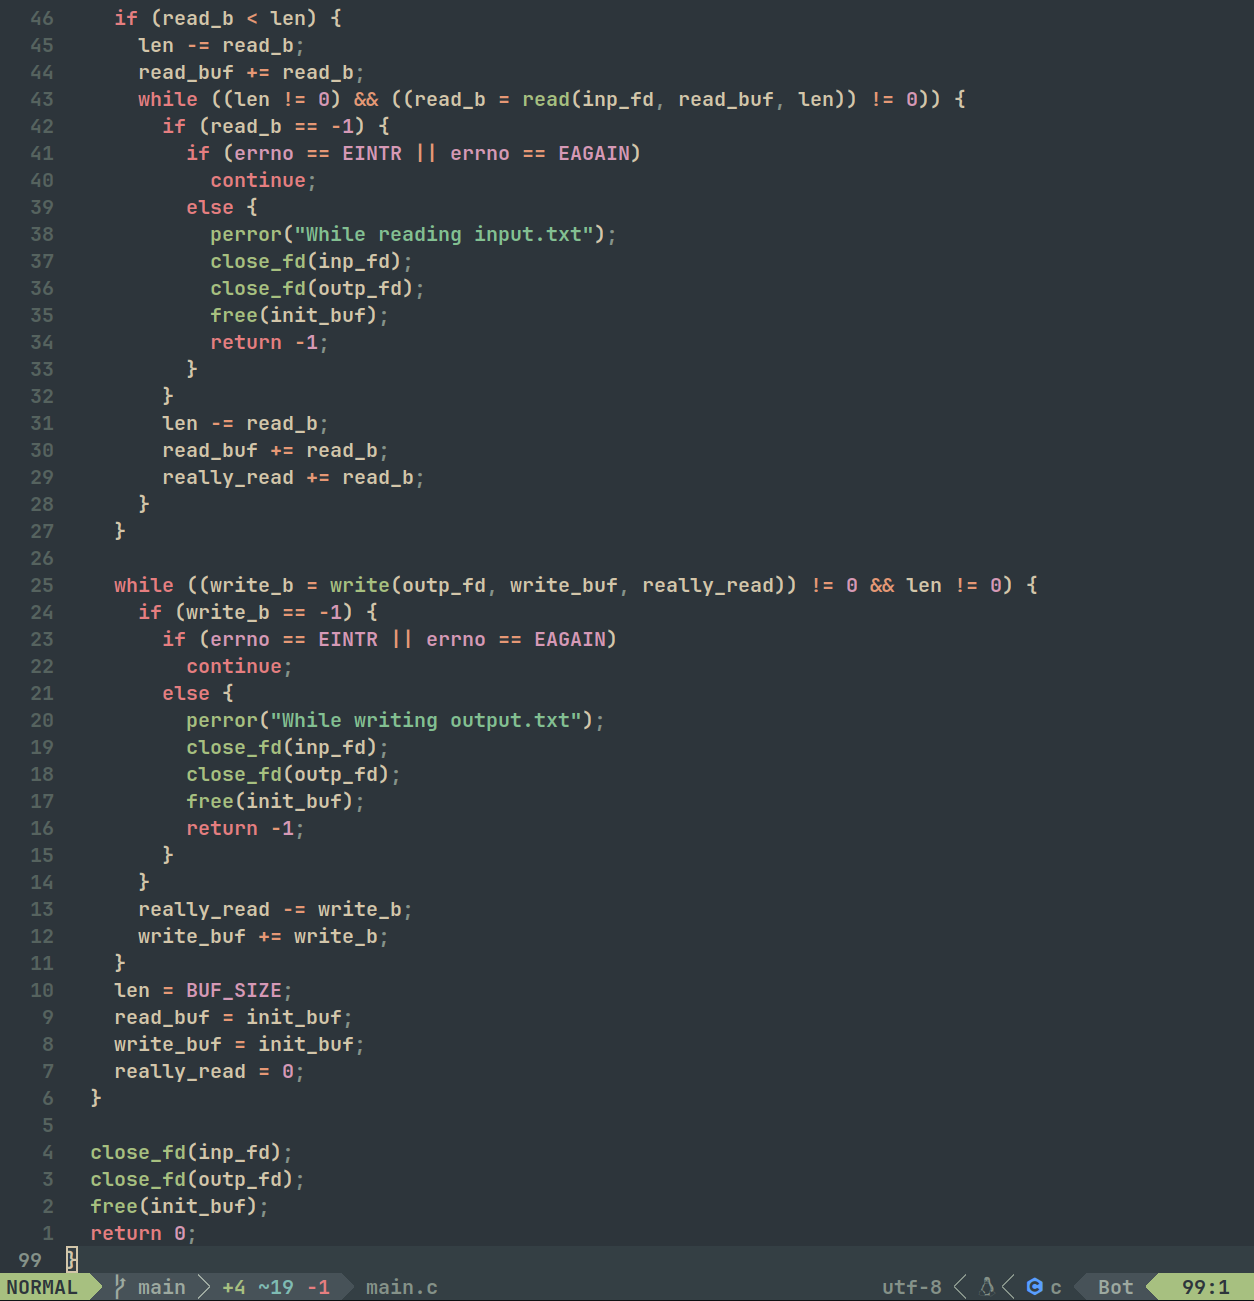 46 if (read_b < len) {
45 len -= read_b;
44 read_buf += read_b;
43 while ((len != 0) && ((read_b = read(inp_fd, read_buf, len)) != 0)) {
42 if (read_b == -1) {
41 if (errno == EINTR || errno == EAGAIN)
40 continue;
39 else {
38 perror("While reading input.txt");
37 close_fd(inp_fd);
36 close_fd(outp_fd);
35 free(init_buf);
34 return -1;
33 }
32 }
31 len -= read_b;
30 read_buf += read_b;
29 really_read += read_b;
28 }
27 }
26
25 while ((write_b = write(outp_fd, write_buf, really_read)) != 0 && len != 0) {
24 if (write_b == -1) {
23 if (errno == EINTR || errno == EAGAIN)
22 continue;
21 else {
20 perror("While writing output.txt");
19 close_fd(inp_fd);
18 close_fd(outp_fd);
17 free(init_buf);
16 return -1;
15 }
14 }
13 really_read -= write_b;
12 write_buf += write_b;
11 }
10 len = BUF_SIZE;
9 read_buf = init_buf;
8 write_buf = init_buf;
7 really_read = 0;
6 }
5
4 close_fd(inp_fd);
3 close_fd(outp_fd);
2 free(init_buf);
1 return 0;
99 }
NORMAL main +4 ~19 -1 main.c utf-8 c Bot 99:1